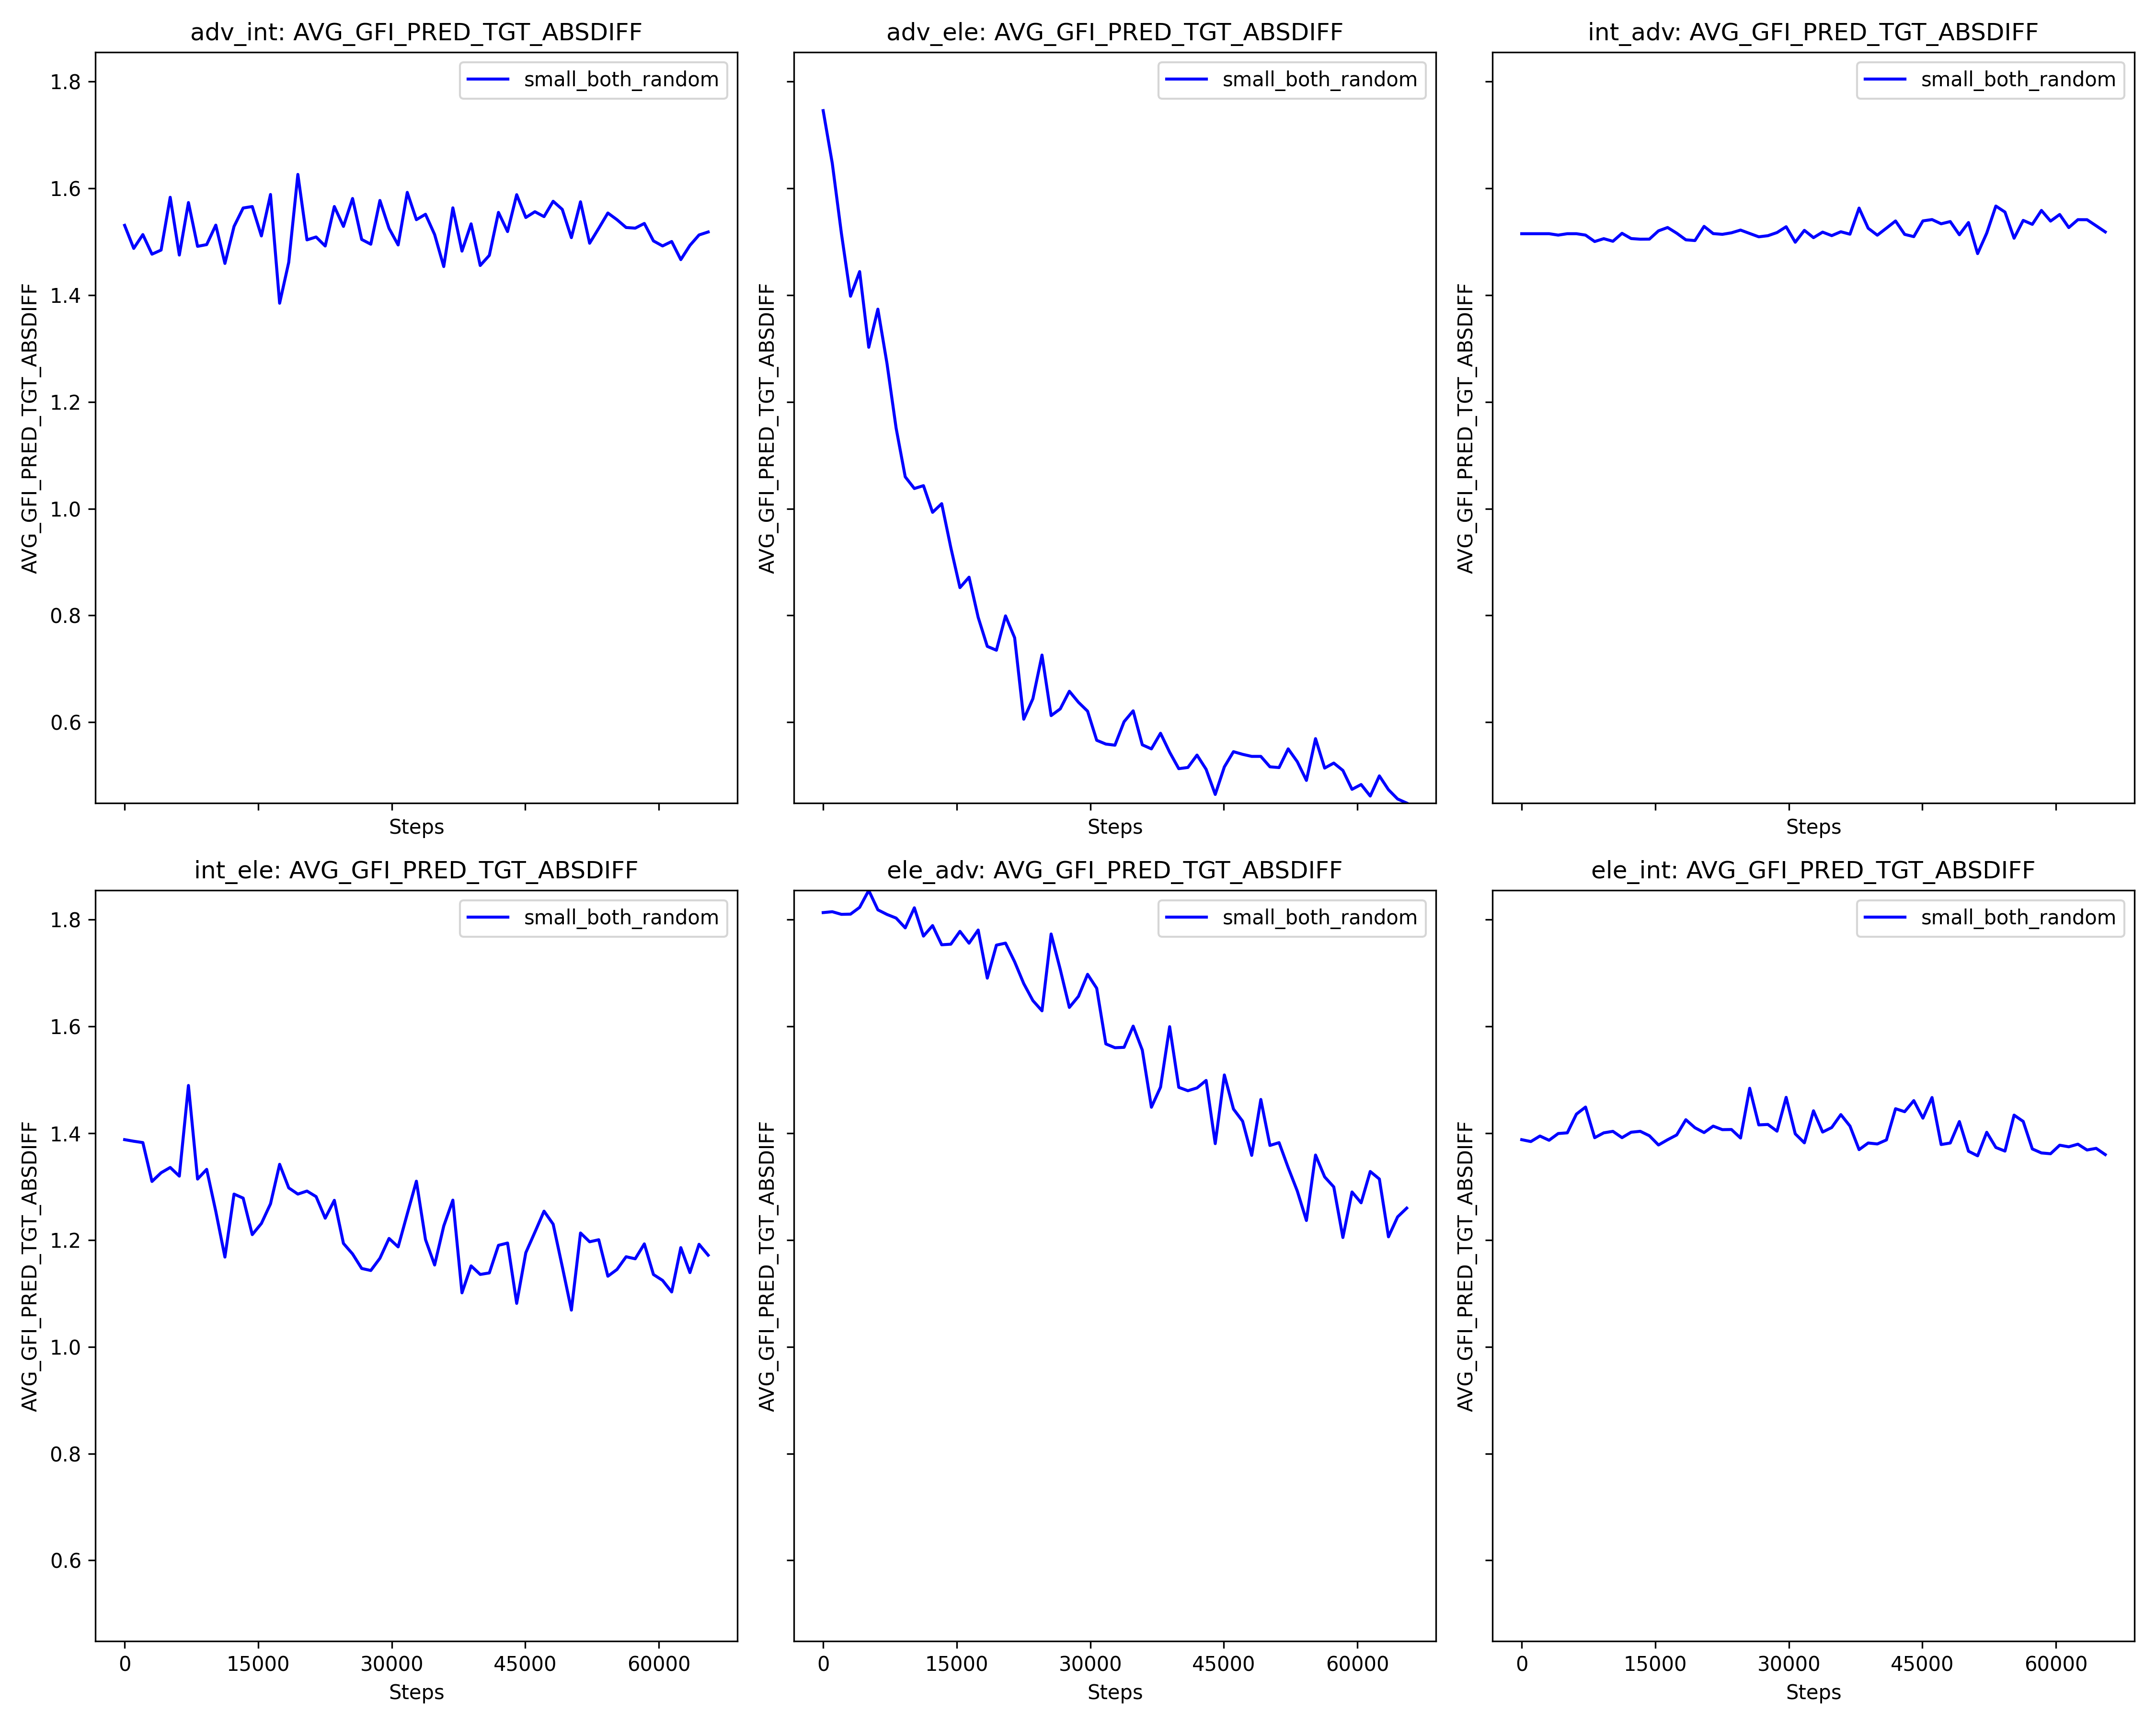 adv_int: AVG_GFI_PRED_TGT_ABSDIFF
adv_ele: AVG_GFI_PRED_TGT_ABSDIFF
int_adv: AVG_GFI_PRED_TGT_ABSDIFF
small_both_random
small_both_random
small_both_random
AVG_GFI_PRED_TGT_ABSDIFF
1.8
1.6
1.4
1.2
1.0
0.8
0.6
AVG_GFI_PRED_TGT_ABSDIFF
AVG_GFI_PRED_TGT_ABSDIFF
Steps
Steps
Steps
int_ele: AVG_GFI_PRED_TGT_ABSDIFF
ele_adv: AVG_GFI_PRED_TGT_ABSDIFF
ele_int: AVG_GFI_PRED_TGT_ABSDIFF
small_both_random
small_both_random
small_both_random
AVG_GFI_PRED_TGT_ABSDIFF
1.8
1.6
1.4
1.2
1.0
0.8
0.6
AVG_GFI_PRED_TGT_ABSDIFF
AVG_GFI_PRED_TGT_ABSDIFF
0 15000 30000 45000 60000
0 15000 30000 45000 60000
0 15000 30000 45000 60000
Steps
Steps
Steps